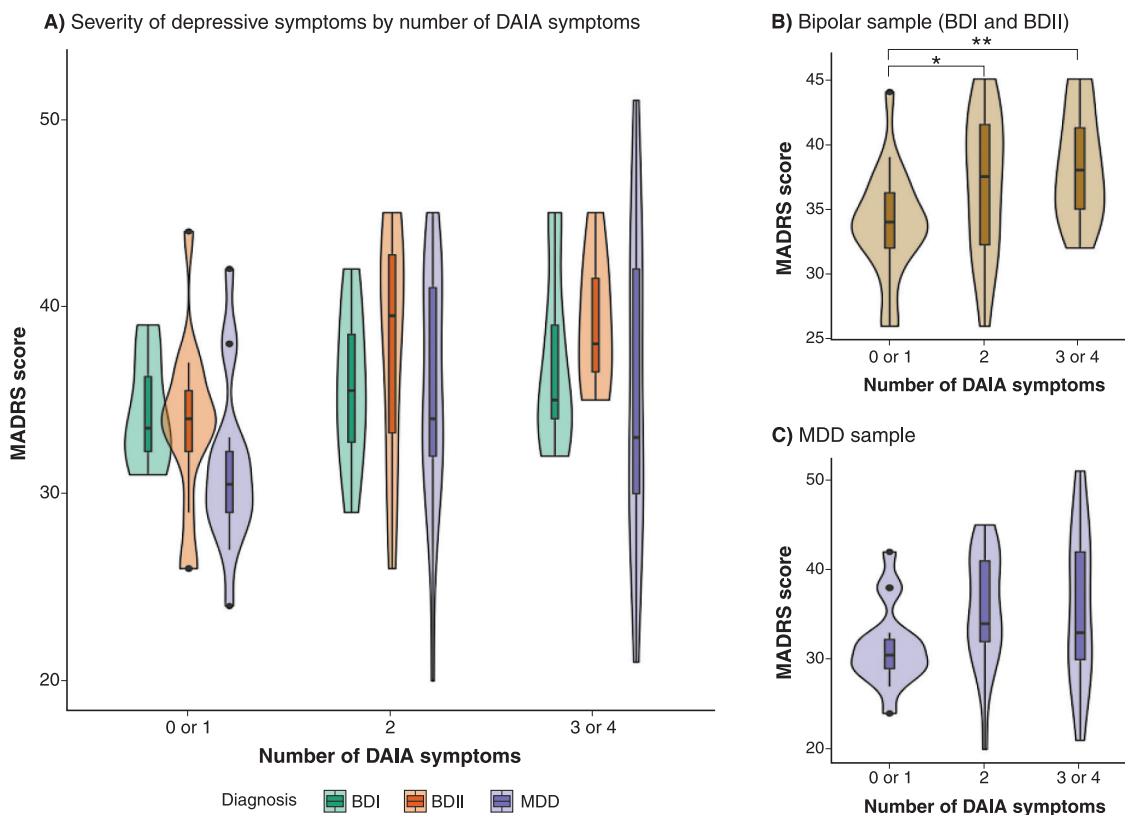 A) Severity of depressive symptoms by number of DAIA symptoms
MADRS score
50
40
30
20
0 or 1
2
3 or 4
Number of DAIA symptoms
Diagnosis
BDI
BDII
MDD
B) Bipolar sample (BDI and BDII)
**
*
MADRS score
45
40
35
30
25
0 or 1
2
3 or 4
Number of DAIA symptoms
C) MDD sample
MADRS score
50
40
30
20
0 or 1
2
3 or 4
Number of DAIA symptoms